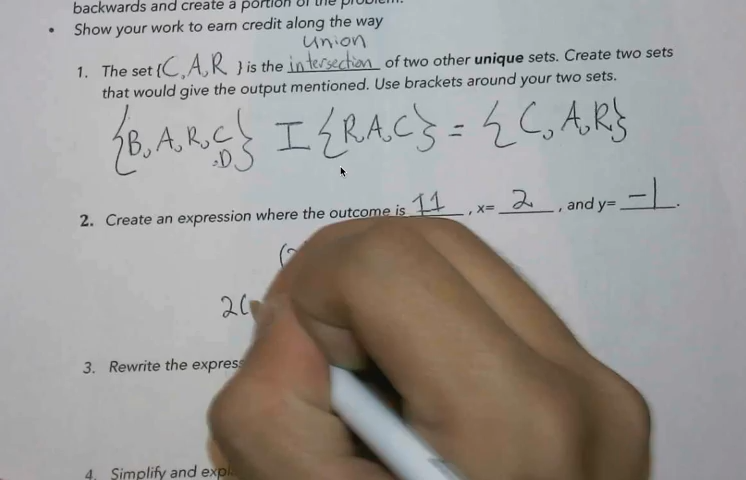 backwards and create a portion of the problem.
• Show your work to earn credit along the way
Union
1. The set {C, A, R } is the intersection of two other unique sets. Create two sets
that would give the output mentioned. Use brackets around your two sets.
{B, A, R, C, D} I {R, A, C} = {C, A, R}
2. Create an expression where the outcome is 11, x= 2, and y= -1.
2(
3. Rewrite the express
4. Simplify and exp